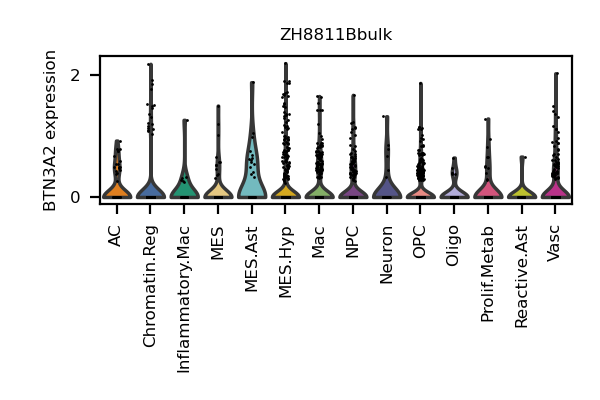 ZH8811Bbulk
BTN3A2 expression
2
0
AC
Chromatin.Reg
Inflammatory.Mac
MES
MES.Ast
MES.Hyp
Mac
NPC
Neuron
OPC
Oligo
Prolif.Metab
Reactive.Ast
Vasc